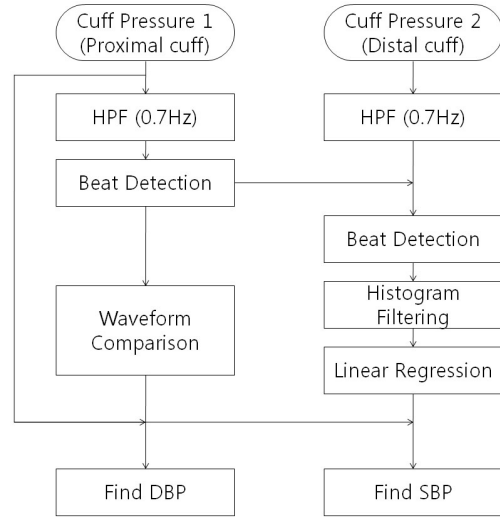 Cuff Pressure 1
(Proximal cuff)
Cuff Pressure 2
(Distal cuff)
HPF (0.7Hz)
HPF (0.7Hz)
Beat Detection
Beat Detection
Histogram
Filtering
Waveform
Comparison
Linear Regression
Find DBP
Find SBP